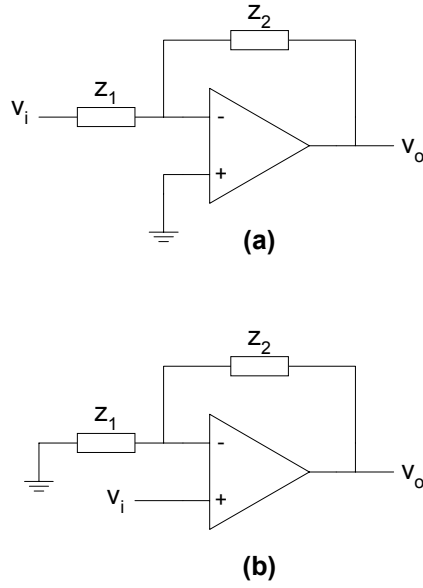 Z₂
vᵢ
Z₁
-
+
vₒ
(a)
Z₂
Z₁
-
vᵢ
+
vₒ
(b)